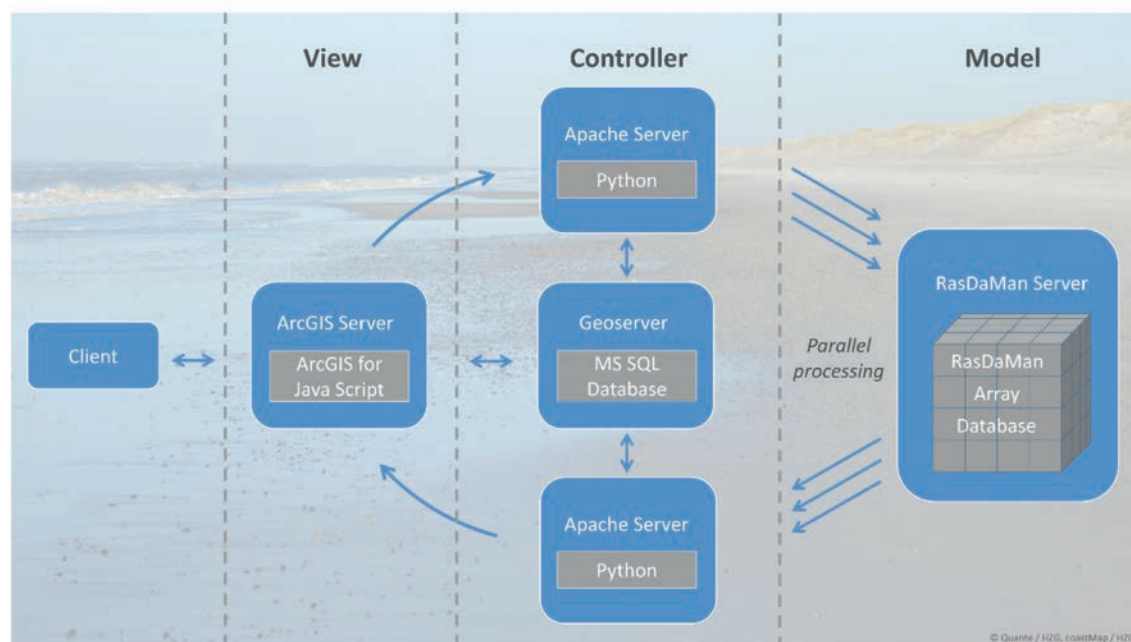 View
Controller
Model
Apache Server
Python
RasDaMan Server
ArcGIS Server
Geoserver
Client
ArcGIS for
Java Script
MS SQL
Database
Parallel
processing
RasDaMan
Array
Database
Apache Server
Python
© Quante / HZG, coastMap / HZG